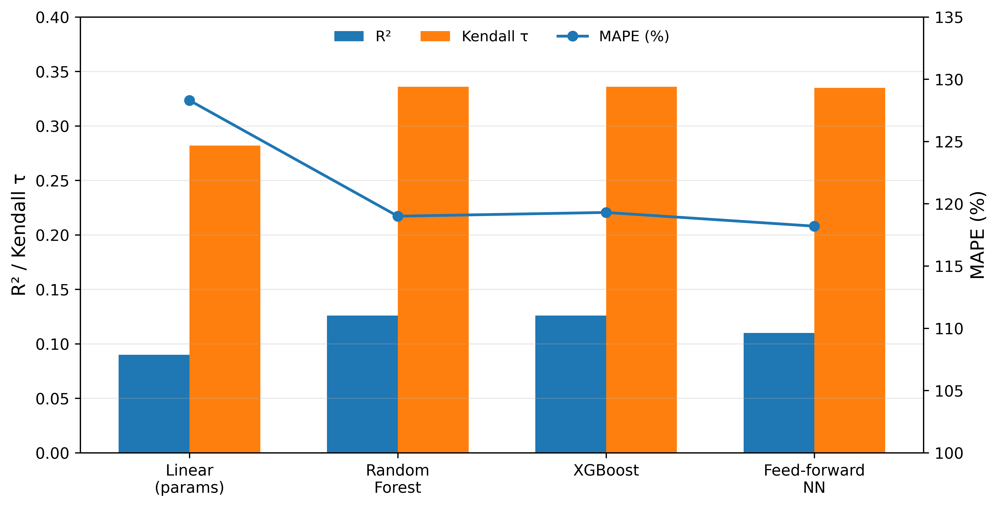 R² Kendall τ MAPE (%)
R² / Kendall τ
0.40
0.35
0.30
0.25
0.20
0.15
0.10
0.05
0.00
135
130
125
120
115
110
105
100
MAPE (%)
Linear
(params)
Random
Forest
XGBoost
Feed-forward
NN